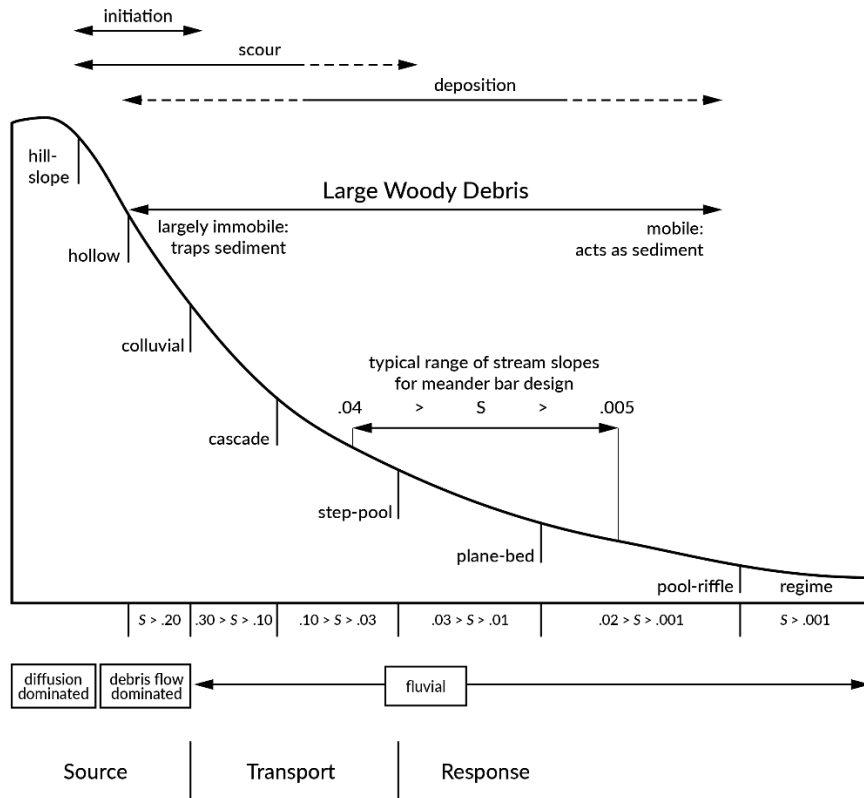 initiation
scour
deposition
hill-
slope
Large Woody Debris
largely immobile:
traps sediment
mobile:
acts as sediment
hollow
colluvial
typical range of stream slopes
for meander bar design
.04 > S > .005
cascade
step-pool
plane-bed
pool-riffle
regime
S > .20
.30 > S > .10
.10 > S > .03
.03 > S > .01
.02 > S > .001
S > .001
diffusion
dominated
debris flow
dominated
fluvial
Source
Transport
Response